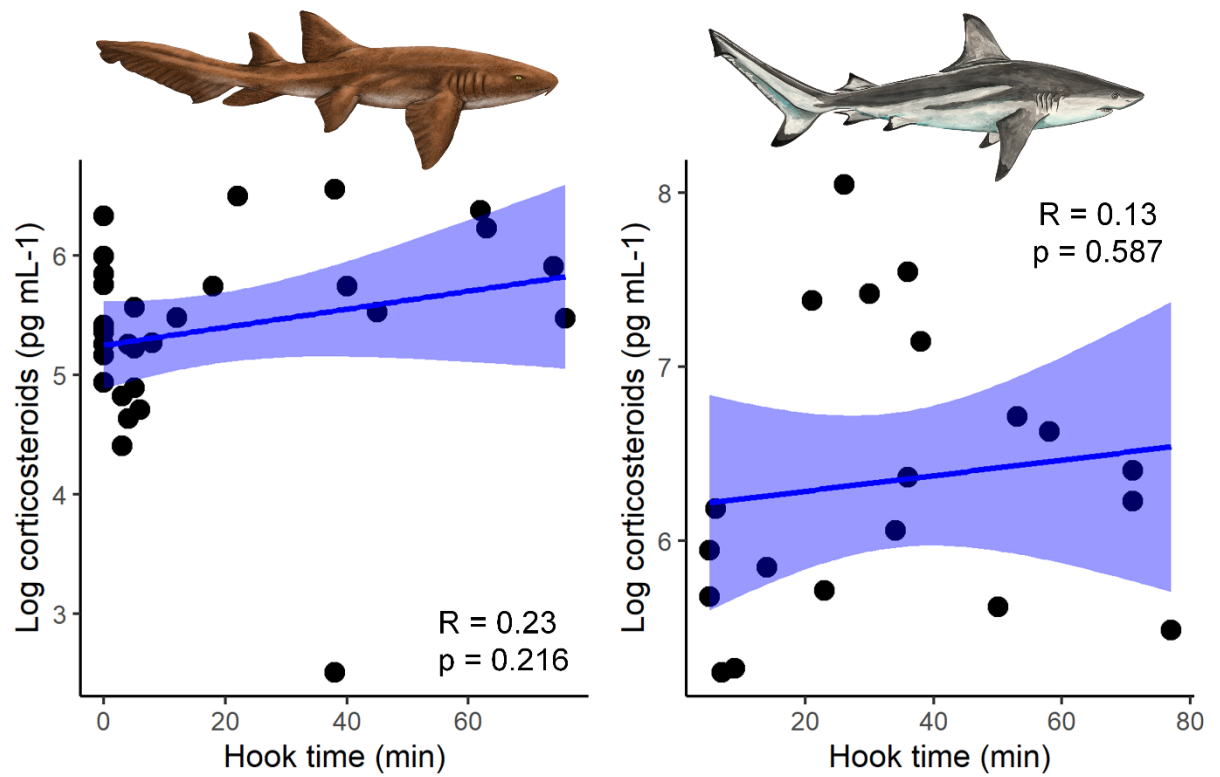 Log corticosteroids (pg mL-1)
6
5
4
3
R = 0.23
p = 0.216
0
20
40
60
Hook time (min)
Log corticosteroids (pg mL-1)
8
7
6
R = 0.13
p = 0.587
20
40
60
80
Hook time (min)